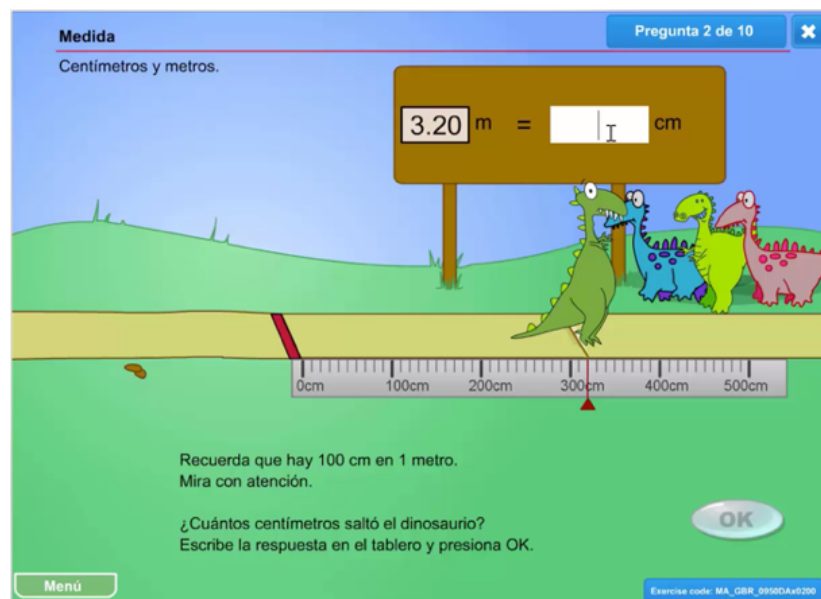 Medida
Pregunta 2 de 10
Centímetros y metros.
3.20 m = cm
0cm 100cm 200cm 300cm 400cm 500cm
Recuerda que hay 100 cm en 1 metro.
Mira con atención.
¿Cuántos centímetros saltó el dinosaurio?
Escribe la respuesta en el tablero y presiona OK.
OK
Menú
Exercise code: MA_GBR_0950DAx0200